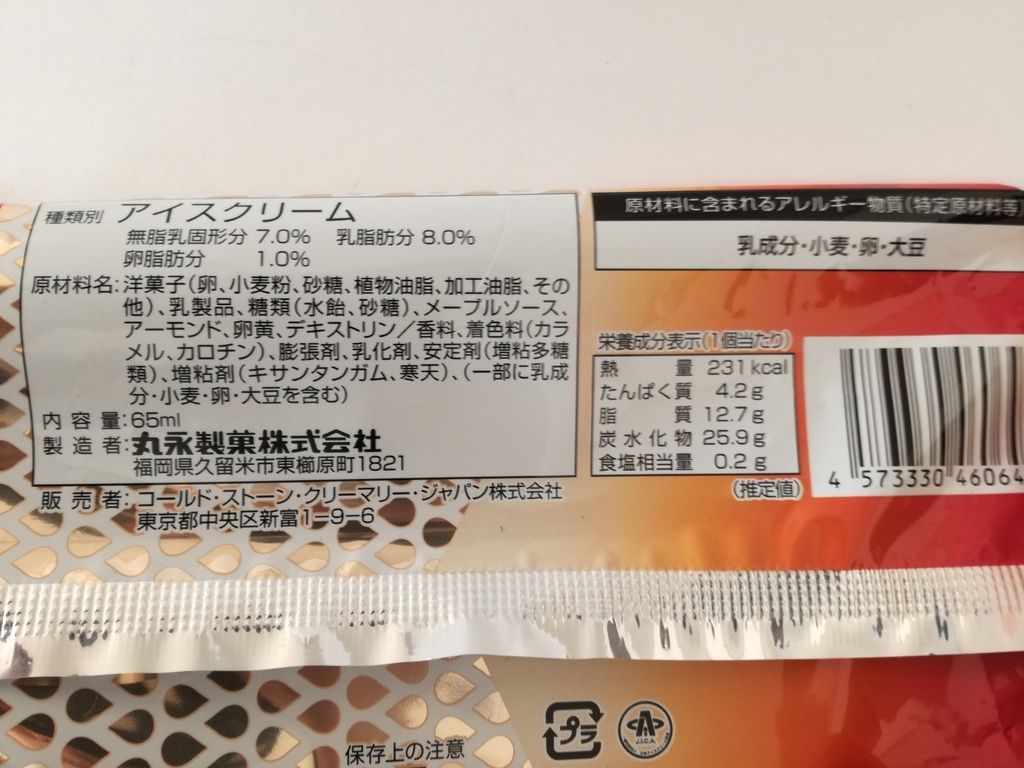 種類別 アイスクリーム
無脂乳固形分 7.0% 乳脂肪分 8.0%
卵脂肪分 1.0%
原材料名:洋菓子(卵、小麦粉、砂糖、植物油脂、加工油脂、その
他)、乳製品、糖類(水飴、砂糖)、メープルソース、
アーモンド、卵黄、デキストリン/香料、着色料(カラ
メル、カロチン)、膨張剤、乳化剤、安定剤(増粘多糖
類)、増粘剤(キサンタンガム、寒天)、(一部に乳成
分・小麦・卵・大豆を含む)
内容量:65ml
製造者:丸永製菓株式会社
福岡県久留米市東櫛原町1821
販売者:コールド・ストーン・クリーマリー・ジャパン株式会社
東京都中央区新富1-9-6
原材料に含まれるアレルギー物質(特定原材料等)
乳成分・小麦・卵・大豆
栄養成分表示(1個当たり)
熱量 231kcal
たんぱく質 4.2g
脂質 12.7g
炭水化物 25.9g
食塩相当量 0.2g
(推定値)
4 573330 46064
プラ
J.I.C.A.
保存上の注意